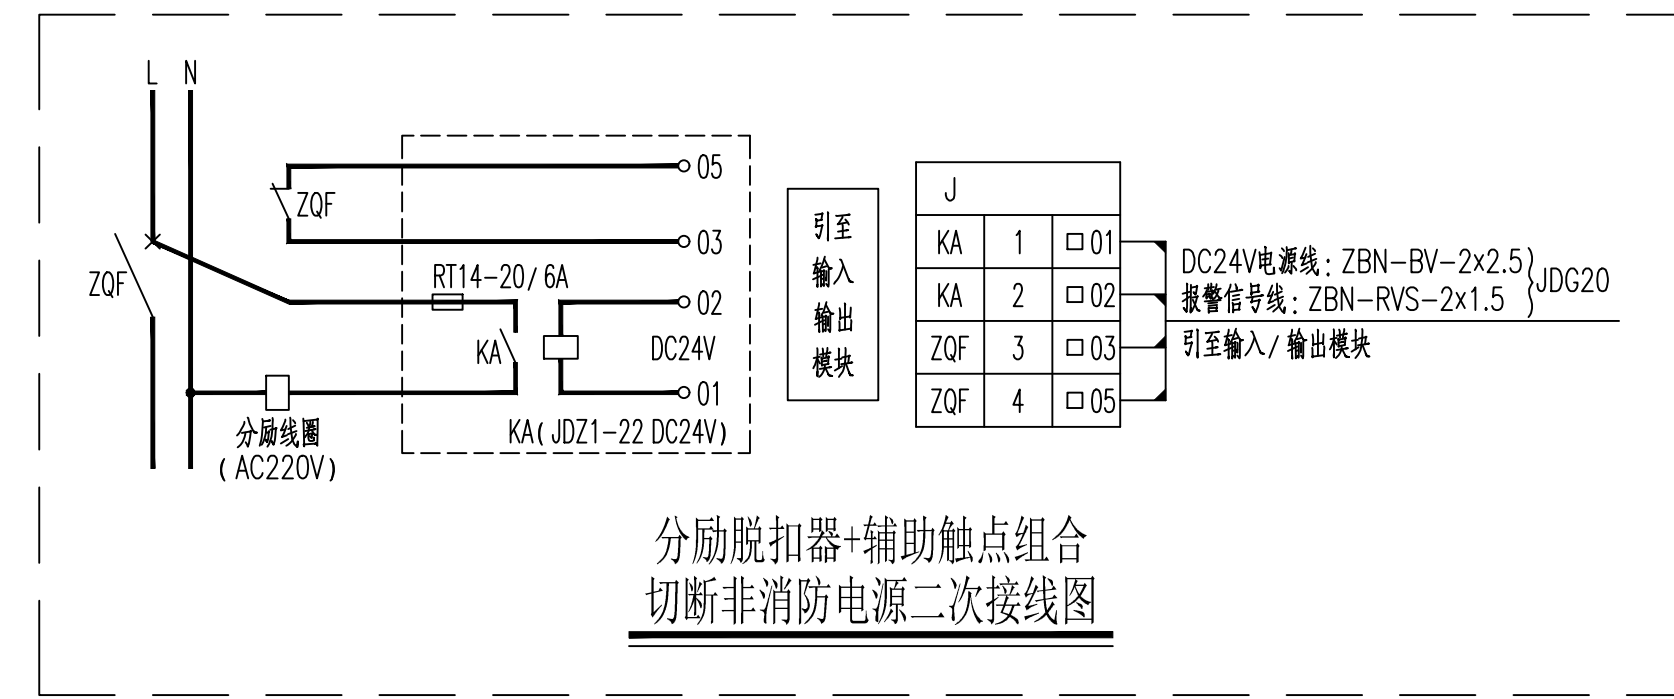 L N
05
ZQF
03
ZQF
RT14-20/6A
02
KA
DC24V
01
KA(JDZ1-22 DC24V)
分励线圈
(AC220V)
引至
输入
输出
模块
J
KA 1 01
KA 2 02
ZQF 3 03
ZQF 4 05
DC24V电源线:ZBN-BV-2x2.5
报警信号线:ZBN-RVS-2x1.5
JDG20
引至输入/输出模块
分励脱扣器+辅助触点组合
切断非消防电源二次接线图